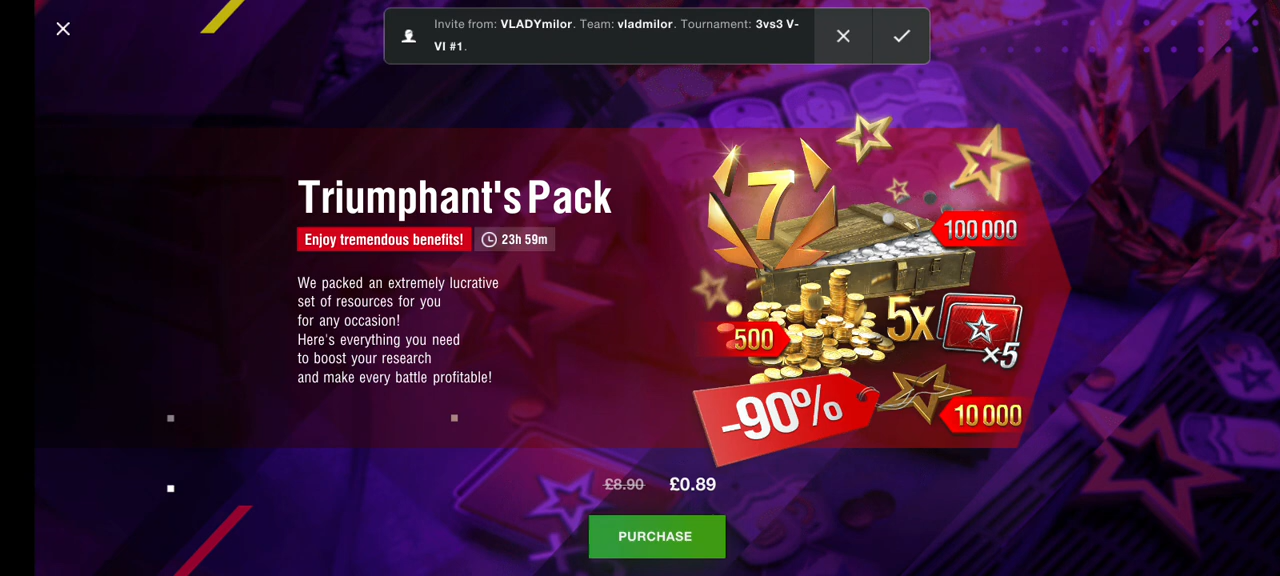 Invite from: VLADYmilor. Team: vladmilor. Tournament: 3vs3 V-
VI #1.
Triumphant's Pack
Enjoy tremendous benefits!
23h 59m
We packed an extremely lucrative
set of resources for you
for any occasion!
Here's everything you need
to boost your research
and make every battle profitable!
7
100 000
500
5x
×5
-90%
10 000
£8.90 £0.89
PURCHASE